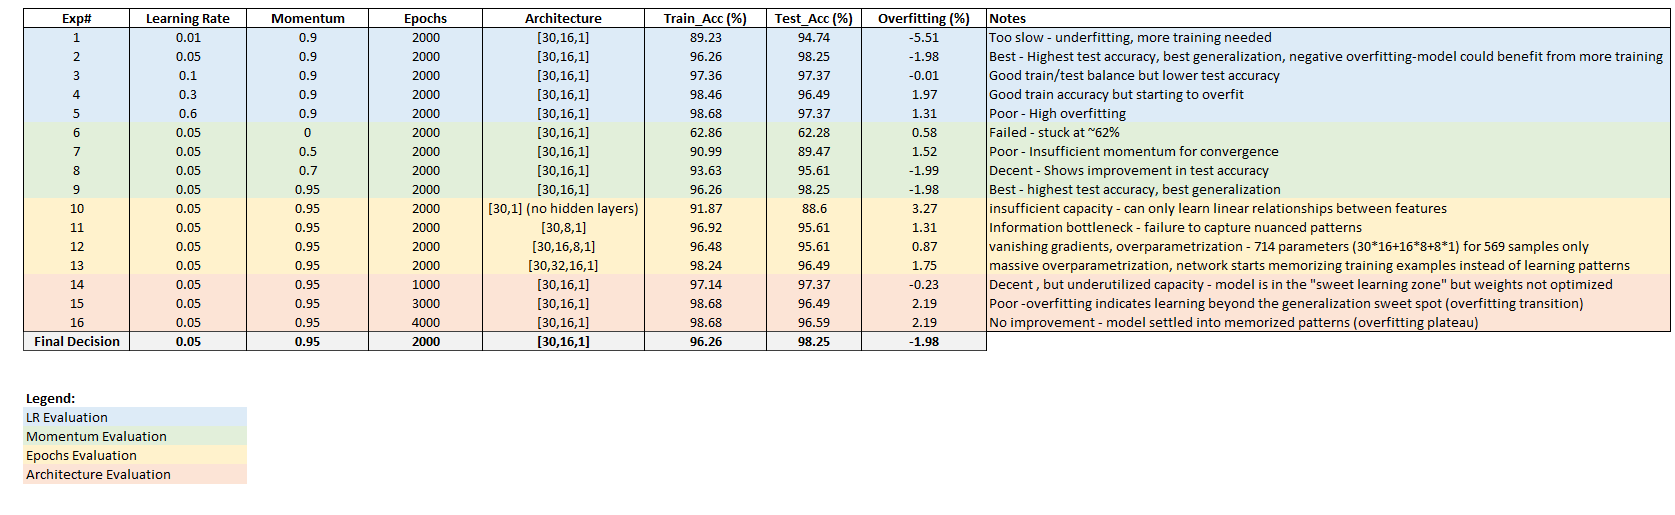 Exp# Learning Rate Momentum Epochs Architecture Train_Acc (%) Test_Acc (%) Overfitting (%) Notes
1 0.01 0.9 2000 [30,16,1] 89.23 94.74 -5.51 Too slow - underfitting, more training needed
2 0.05 0.9 2000 [30,16,1] 96.26 98.25 -1.98 Best - Highest test accuracy, best generalization, negative overfitting-model could benefit from more training
3 0.1 0.9 2000 [30,16,1] 97.36 97.37 -0.01 Good train/test balance but lower test accuracy
4 0.3 0.9 2000 [30,16,1] 98.46 96.49 1.97 Good train accuracy but starting to overfit
5 0.6 0.9 2000 [30,16,1] 98.68 97.37 1.31 Poor - High overfitting
6 0.05 0 2000 [30,16,1] 62.86 62.28 0.58 Failed - stuck at ~62%
7 0.05 0.5 2000 [30,16,1] 90.99 89.47 1.52 Poor - Insufficient momentum for convergence
8 0.05 0.7 2000 [30,16,1] 93.63 95.61 -1.99 Decent - Shows improvement in test accuracy
9 0.05 0.95 2000 [30,16,1] 96.26 98.25 -1.98 Best - highest test accuracy, best generalization
10 0.05 0.95 2000 [30,1] (no hidden layers) 91.87 88.6 3.27 insufficient capacity - can only learn linear relationships between features
11 0.05 0.95 2000 [30,8,1] 96.92 95.61 1.31 Information bottleneck - failure to capture nuanced patterns
12 0.05 0.95 2000 [30,16,8,1] 96.48 95.61 0.87 vanishing gradients, overparametrization - 714 parameters (30*16+16*8+8*1) for 569 samples only
13 0.05 0.95 2000 [30,32,16,1] 98.24 96.49 1.75 massive overparametrization, network starts memorizing training examples instead of learning patterns
14 0.05 0.95 1000 [30,16,1] 97.14 97.37 -0.23 Decent , but underutilized capacity - model is in the "sweet learning zone" but weights not optimized
15 0.05 0.95 3000 [30,16,1] 98.68 96.49 2.19 Poor -overfitting indicates learning beyond the generalization sweet spot (overfitting transition)
16 0.05 0.95 4000 [30,16,1] 98.68 96.59 2.19 No improvement - model settled into memorized patterns (overfitting plateau)
Final Decision 0.05 0.95 2000 [30,16,1] 96.26 98.25 -1.98
Legend:
LR Evaluation
Momentum Evaluation
Epochs Evaluation
Architecture Evaluation